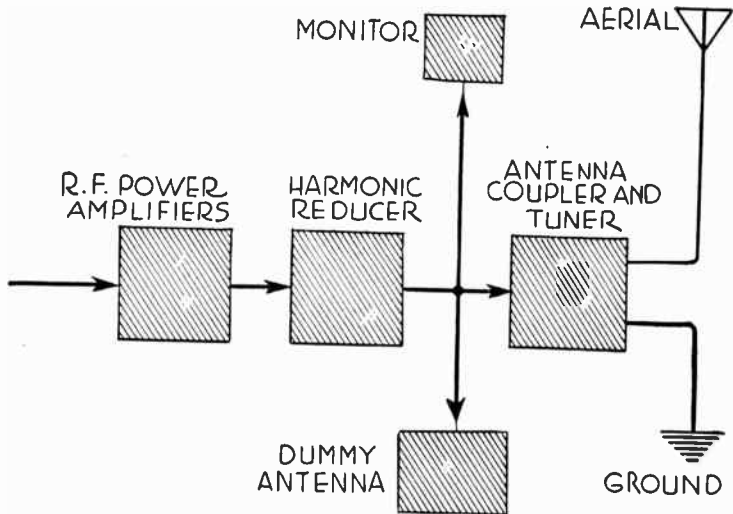 MONITOR
AERIAL
R.F. POWER
AMPLIFIERS
HARMONIC
REDUCER
ANTENNA
COUPLER AND
TUNER
DUMMY
ANTENNA
GROUND